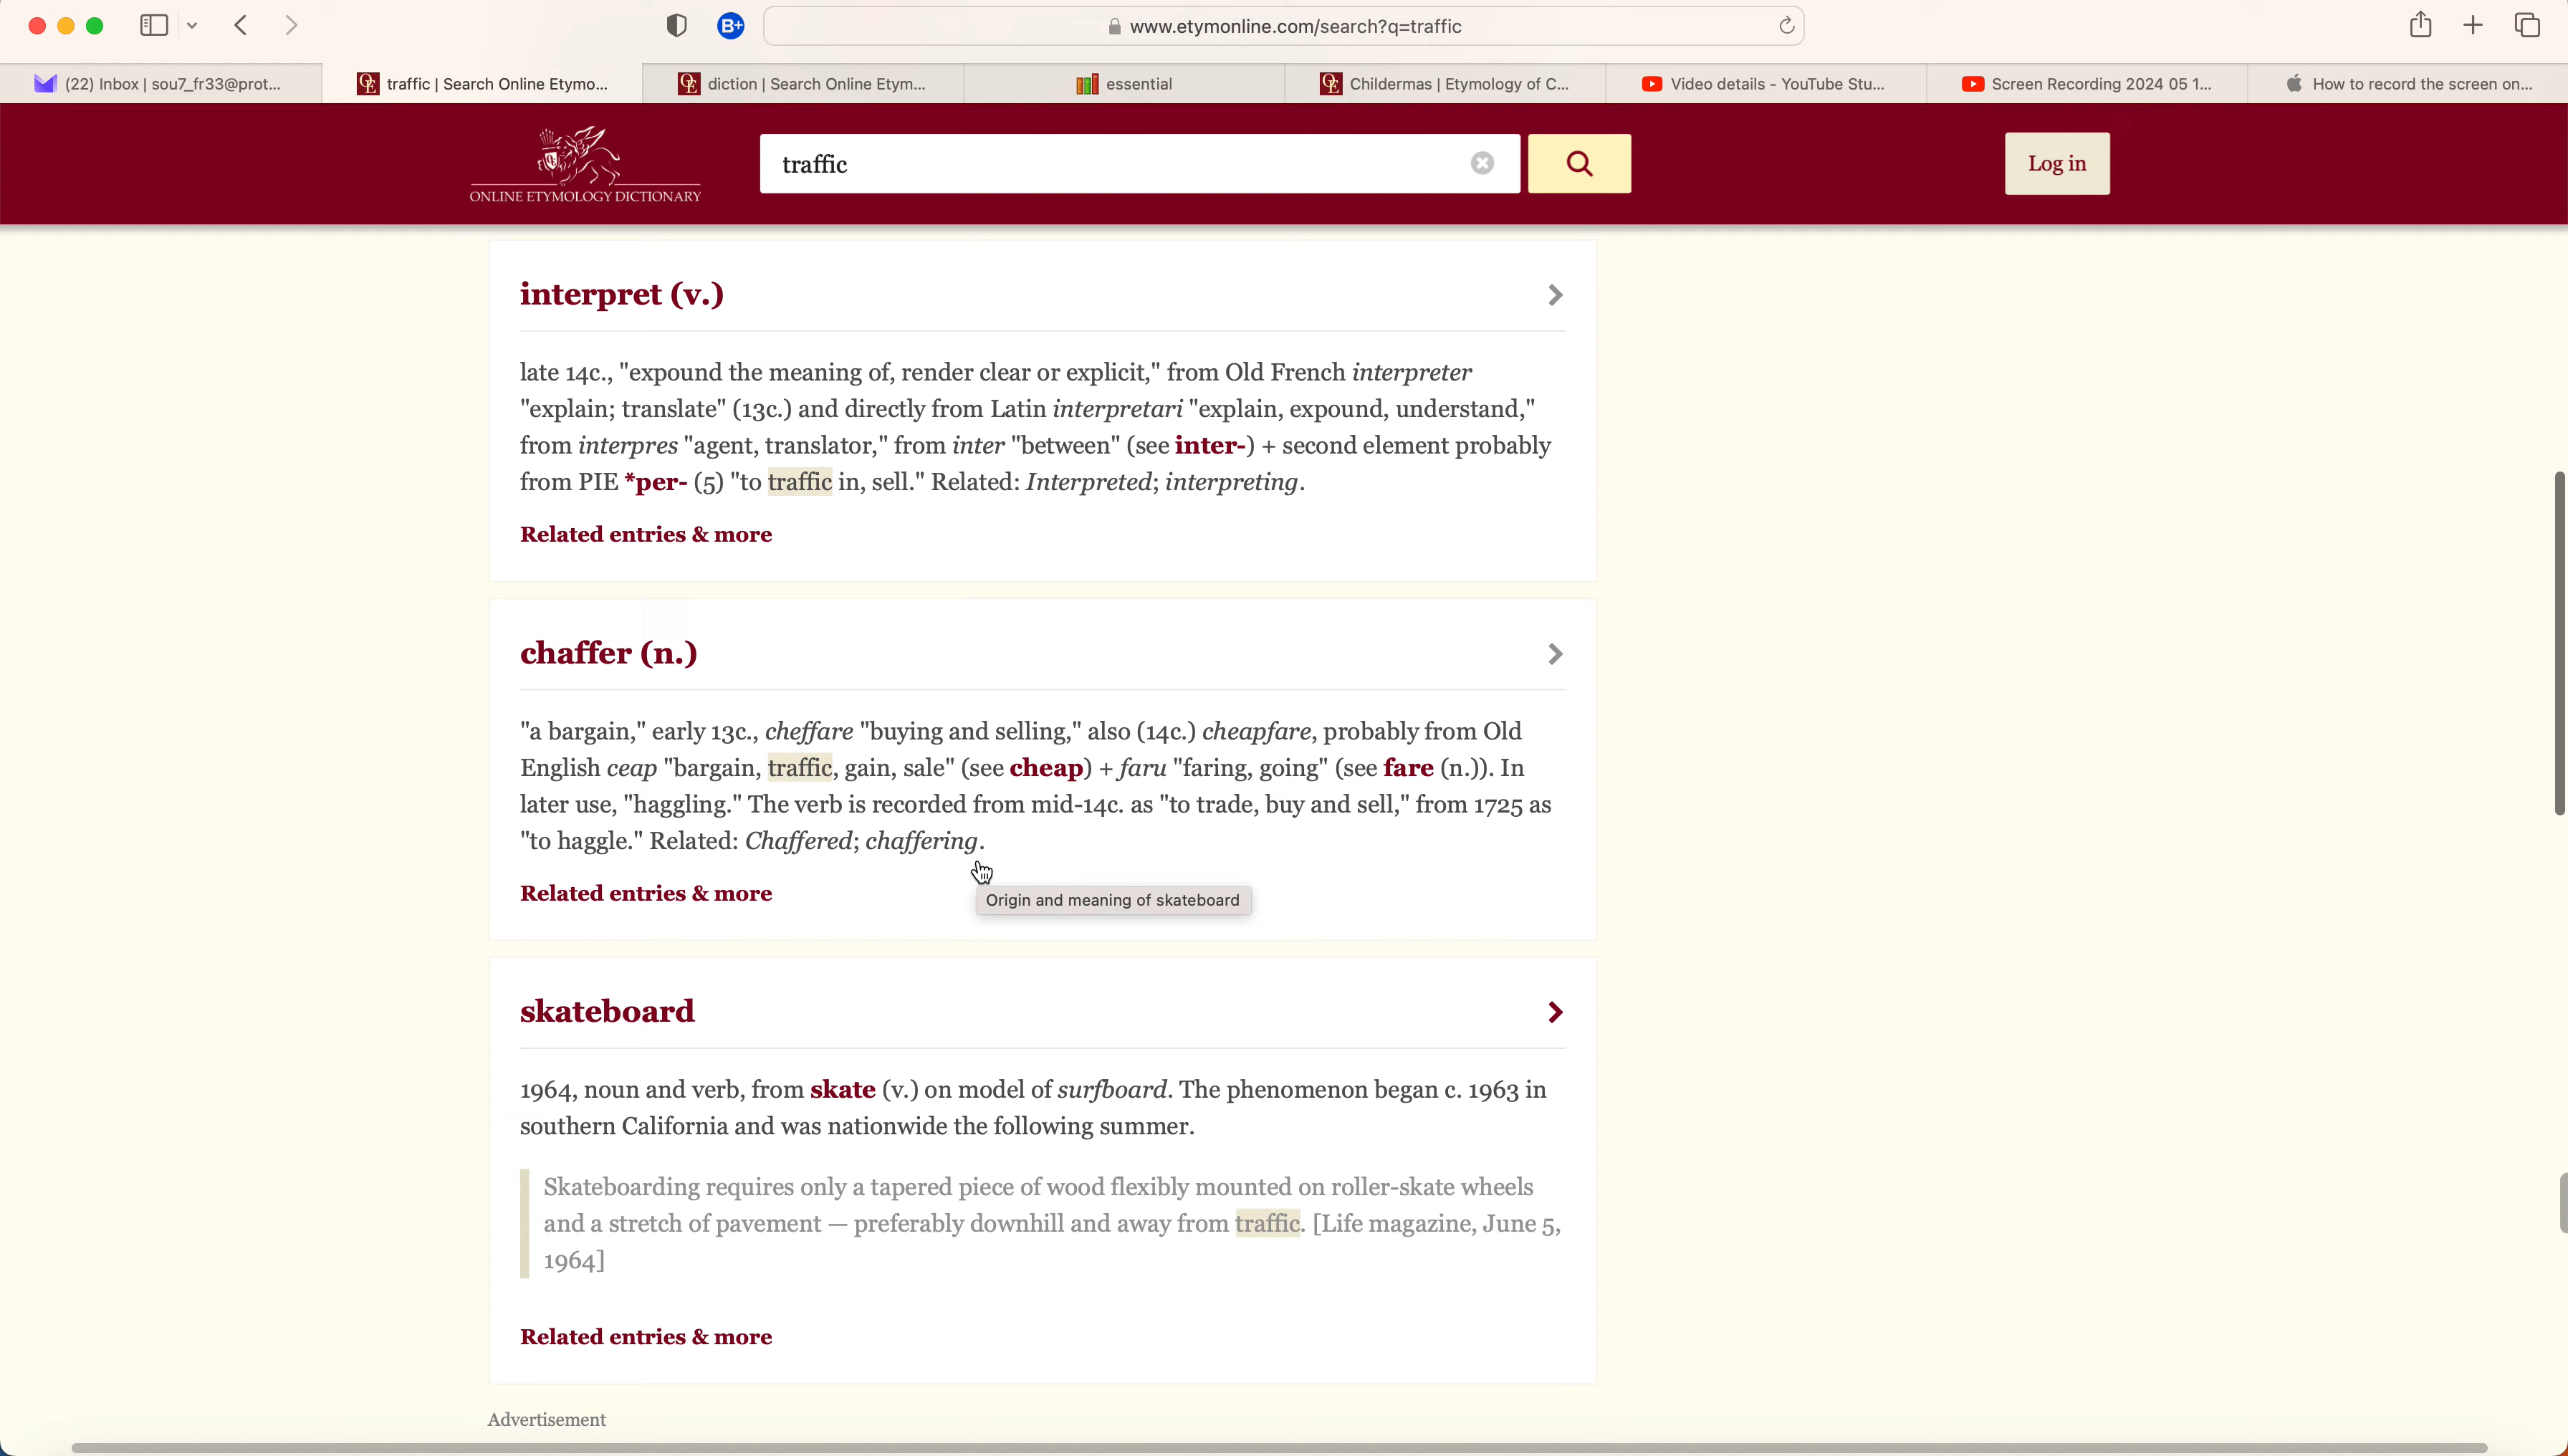 www.etymonline.com/search?q=traffic
(22) Inbox | sou7_fr33@prot...
traffic | Search Online Etymo...
diction | Search Online Etym...
essential
Childermas | Etymology of C...
Video details - YouTube Stu...
Screen Recording 2024 05 1...
How to record the screen on...
B+
OE
ONLINE ETYMOLOGY DICTIONARY
traffic
Log in
interpret (v.)
late 14c., "expound the meaning of, render clear or explicit," from Old French interpreter
"explain; translate" (13c.) and directly from Latin interpretari "explain, expound, understand,"
from interpres "agent, translator," from inter "between" (see inter-) + second element probably
from PIE *per- (5) "to traffic in, sell." Related: Interpreted; interpreting.
Related entries & more
chaffer (n.)
"a bargain," early 13c., cheffare "buying and selling," also (14c.) cheapfare, probably from Old
English ceap "bargain, traffic, gain, sale" (see cheap) + faru "faring, going" (see fare (n.)). In
later use, "haggling." The verb is recorded from mid-14c. as "to trade, buy and sell," from 1725 as
"to haggle." Related: Chaffered; chaffering.
Related entries & more
Origin and meaning of skateboard
skateboard
1964, noun and verb, from skate (v.) on model of surfboard. The phenomenon began c. 1963 in
southern California and was nationwide the following summer.
Skateboarding requires only a tapered piece of wood flexibly mounted on roller-skate wheels
and a stretch of pavement — preferably downhill and away from traffic. [Life magazine, June 5,
1964]
Related entries & more
Advertisement